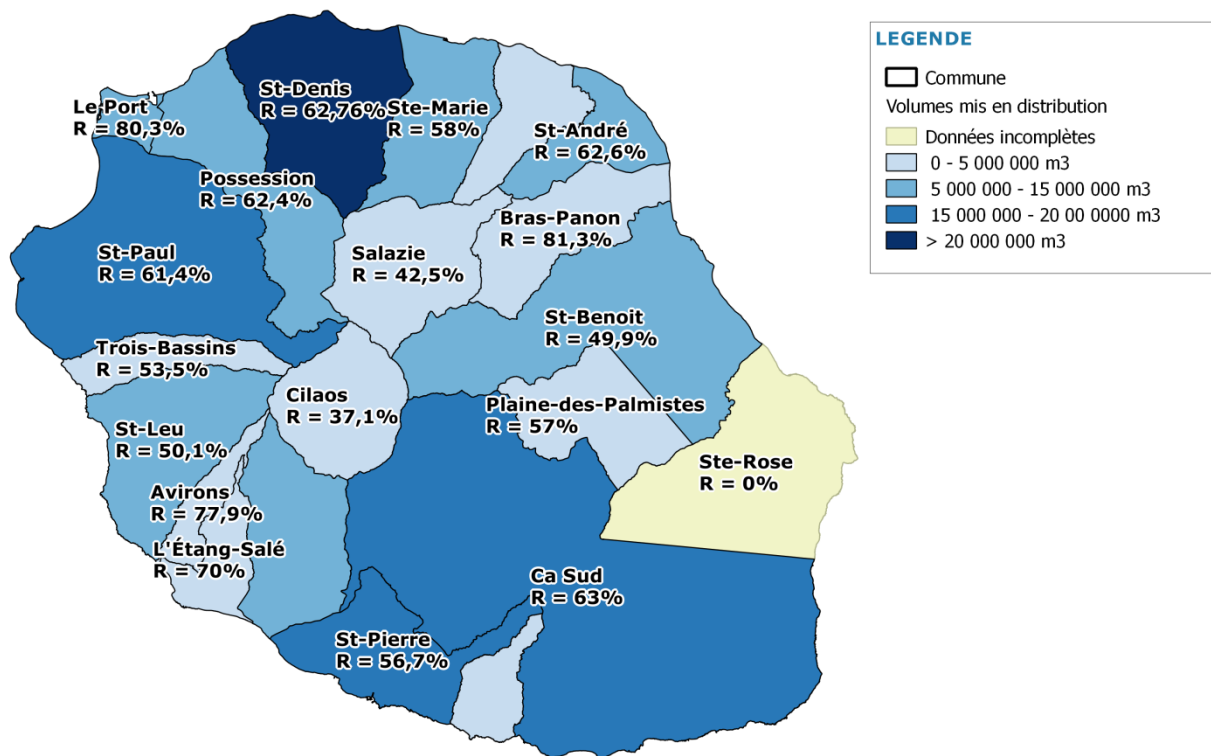 St-Denis
R = 62,76%
Le Port
R = 80,3%
Ste-Marie
R = 58%
St-André
R = 62,6%
Possession
R = 62,4%
Bras-Panon
R = 81,3%
St-Paul
R = 61,4%
Salazie
R = 42,5%
St-Benoit
R = 49,9%
Trois-Bassins
R = 53,5%
Cilaos
R = 37,1%
Plaine-des-Palmistes
R = 57%
St-Leu
R = 50,1%
Ste-Rose
R = 0%
Avirons
R = 77,9%
L'Étang-Salé
R = 70%
Ca Sud
R = 63%
St-Pierre
R = 56,7%
LEGENDE
Commune
Volumes mis en distribution
Données incomplètes
0 - 5 000 000 m3
5 000 000 - 15 000 000 m3
15 000 000 - 20 00 0000 m3
> 20 000 000 m3